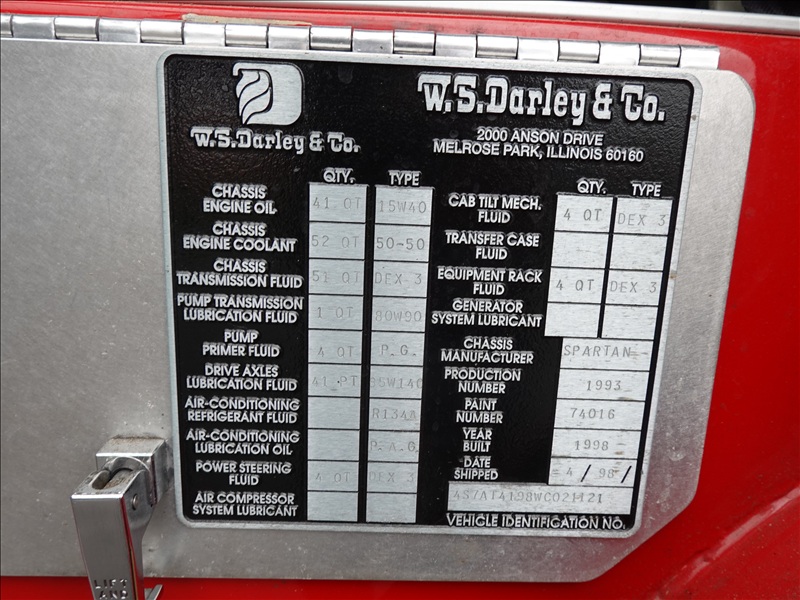 W.S.Darley & Co.
W.S.Darley & Co.
2000 ANSON DRIVE
MELROSE PARK, ILLINOIS 60160
QTY. TYPE
CHASSIS
ENGINE OIL 41 QT 15W40
CHASSIS
ENGINE COOLANT 52 QT 50-50
CHASSIS
TRANSMISSION FLUID 51 QT DEX 3
PUMP TRANSMISSION
LUBRICATION FLUID 1 QT 80W90
PUMP
PRIMER FLUID 4 QT P.G.
DRIVE AXLES
LUBRICATION FLUID 41 PT 85W140
AIR-CONDITIONING
REFRIGERANT FLUID R134A
AIR-CONDITIONING
LUBRICATION OIL P.A.G.
POWER STEERING
FLUID 4 QT DEX 3
AIR COMPRESSOR
SYSTEM LUBRICANT
QTY. TYPE
CAB TILT MECH.
FLUID 4 QT DEX 3
TRANSFER CASE
FLUID
EQUIPMENT RACK
FLUID 4 QT DEX 3
GENERATOR
SYSTEM LUBRICANT
CHASSIS
MANUFACTURER SPARTAN
PRODUCTION
NUMBER 1993
PAINT
NUMBER 74016
YEAR
BUILT 1998
DATE
SHIPPED 4/98/
4S7AT4198WC021121
VEHICLE IDENTIFICATION NO.
LIFT
AND